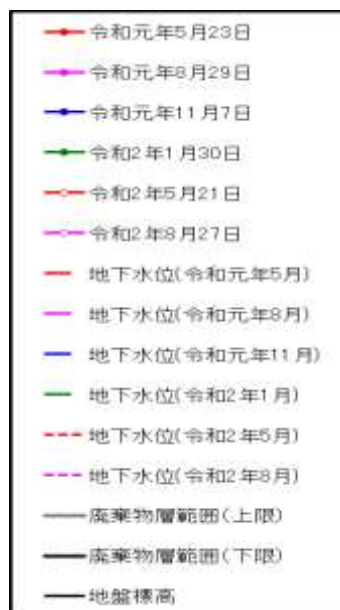 令和元年5月23日
令和元年8月29日
令和元年11月7日
令和2年1月30日
令和2年5月21日
令和2年8月27日
地下水位(令和元年5月)
地下水位(令和元年8月)
地下水位(令和元年11月)
地下水位(令和2年1月)
地下水位(令和2年5月)
地下水位(令和2年8月)
廃棄物層範囲(上限)
廃棄物層範囲(下限)
地盤標高